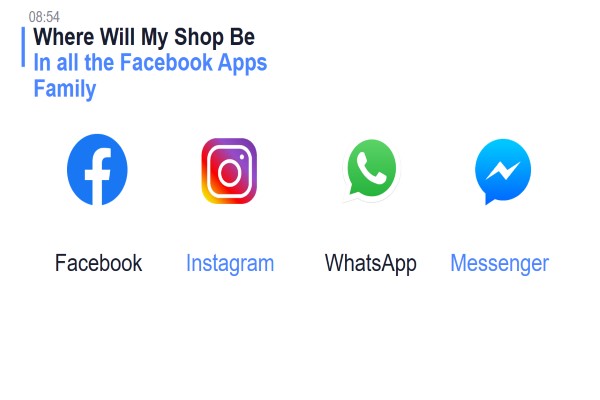 08:54
Where Will My Shop Be
In all the Facebook Apps
Family
Facebook Instagram WhatsApp Messenger